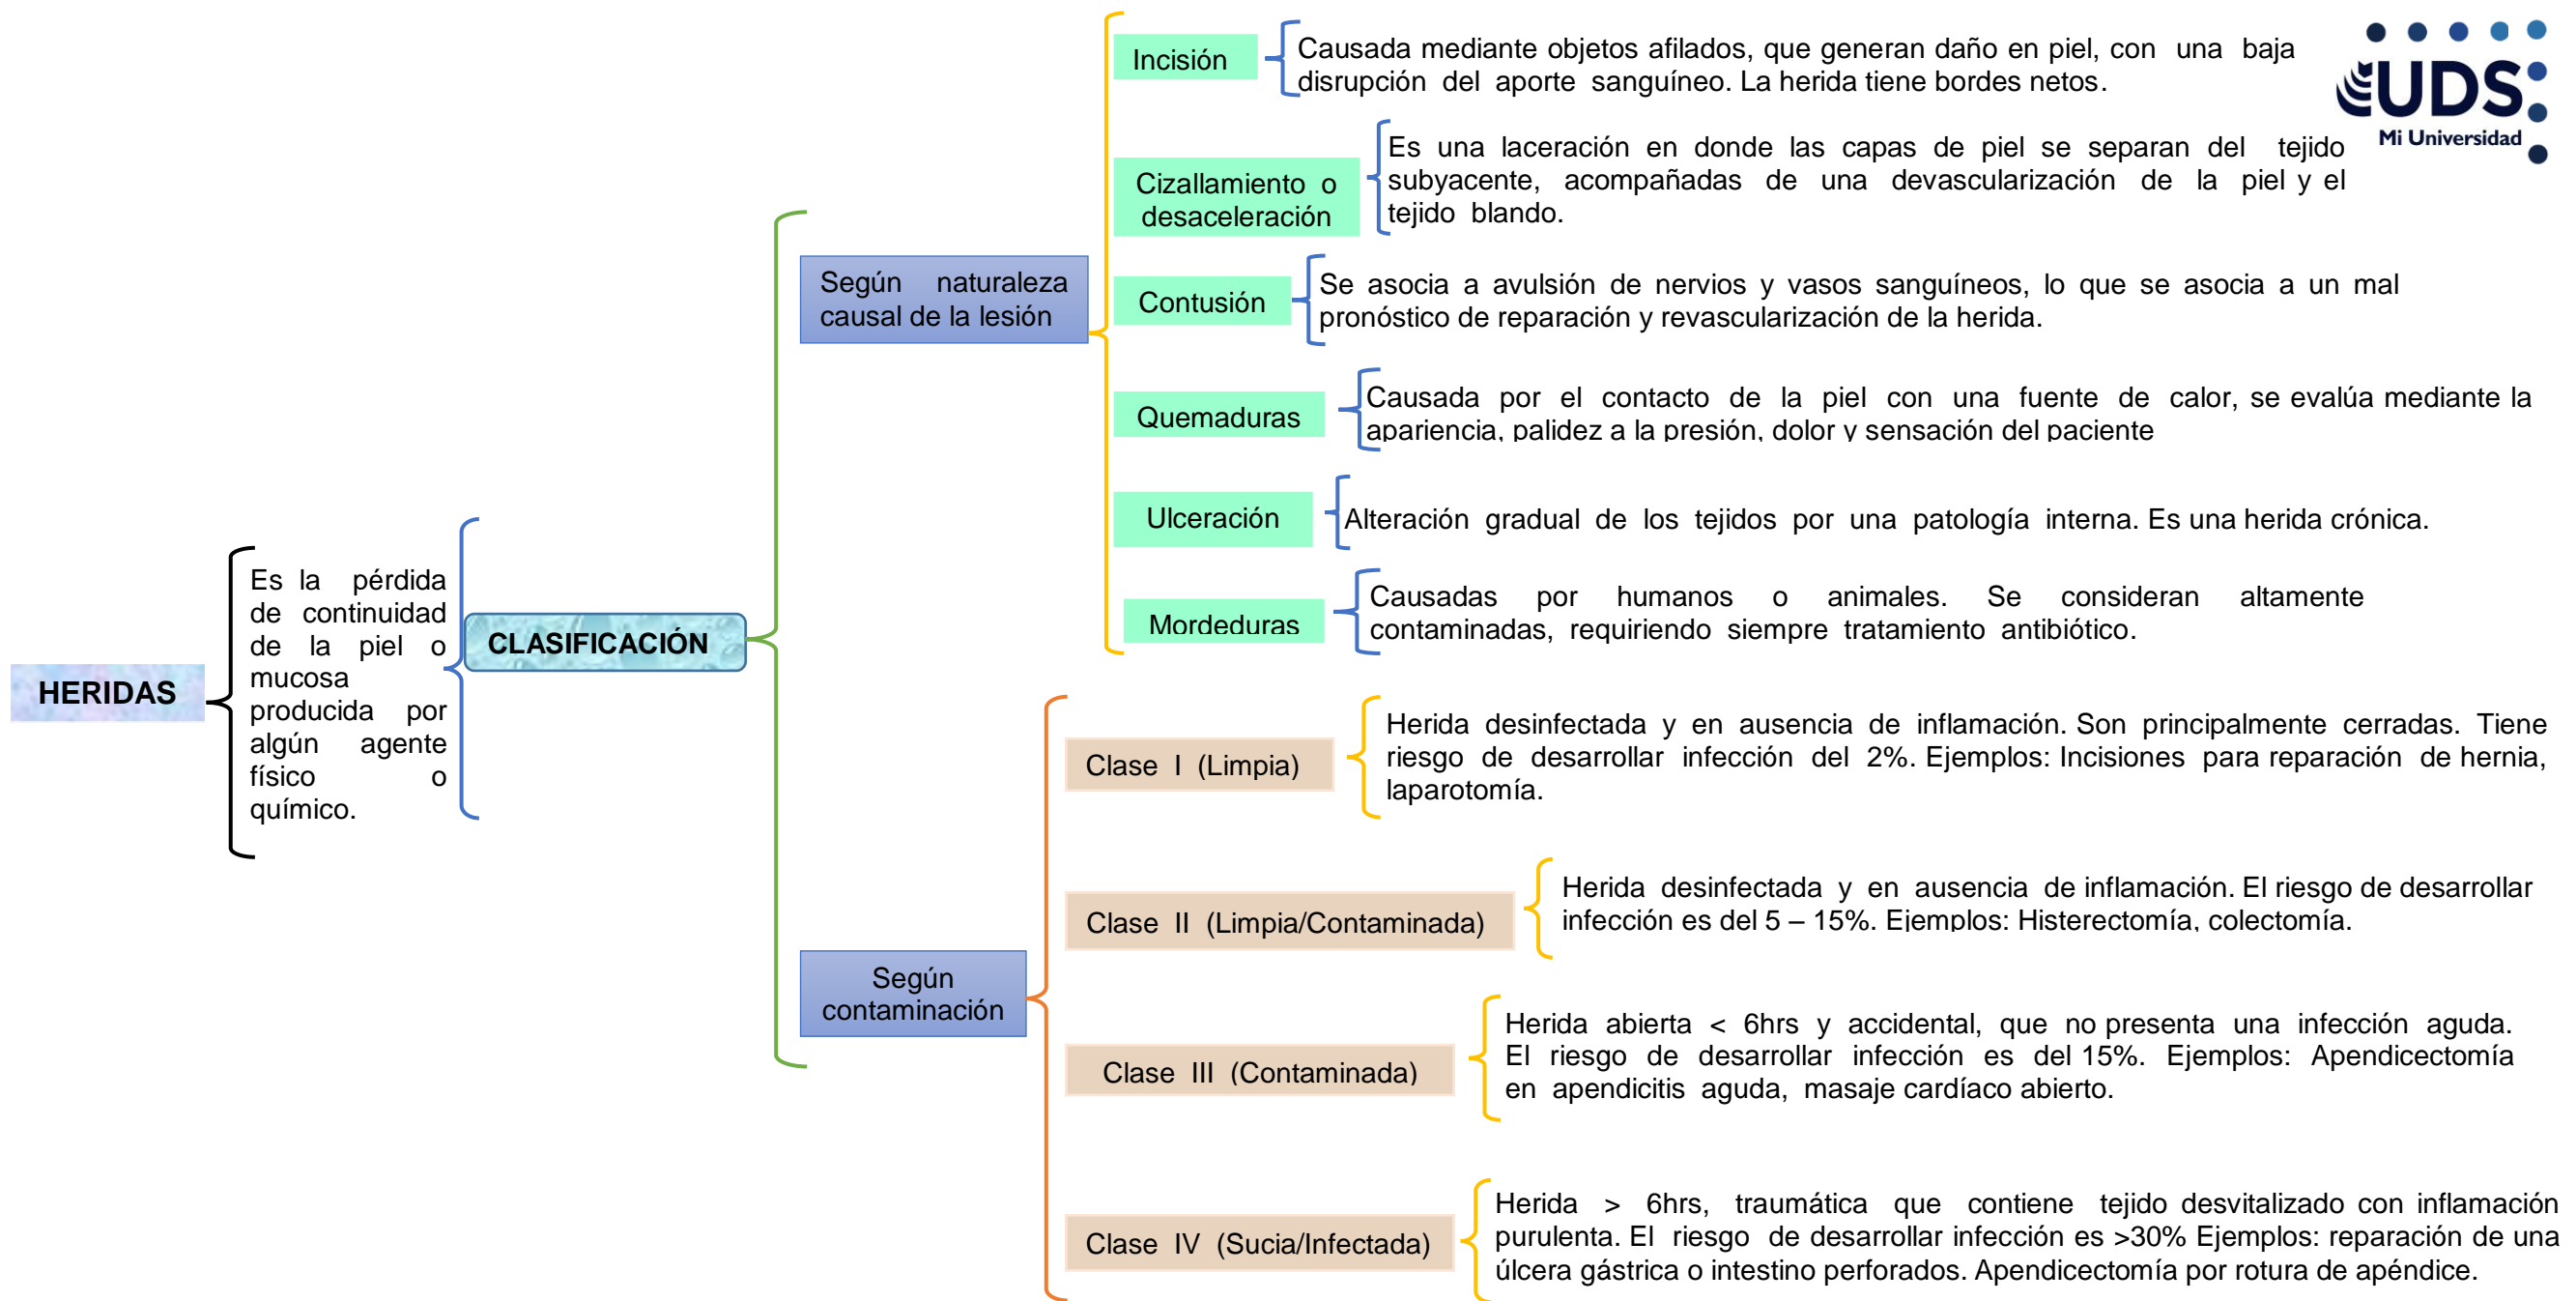 HERIDAS
Es la pérdida
de continuidad
de la piel o
mucosa
producida por
algún agente
físico o
químico.
CLASIFICACIÓN
Según naturaleza
causal de la lesión
Incisión
Causada mediante objetos afilados, que generan daño en piel, con una baja
disrupción del aporte sanguíneo. La herida tiene bordes netos.
Cizallamiento o
desaceleración
Es una laceración en donde las capas de piel se separan del tejido
subyacente, acompañadas de una devascularización de la piel y el
tejido blando.
Contusión
Se asocia a avulsión de nervios y vasos sanguíneos, lo que se asocia a un mal
pronóstico de reparación y revascularización de la herida.
Quemaduras
Causada por el contacto de la piel con una fuente de calor, se evalúa mediante la
apariencia, palidez a la presión, dolor y sensación del paciente
Ulceración
Alteración gradual de los tejidos por una patología interna. Es una herida crónica.
Mordeduras
Causadas por humanos o animales. Se consideran altamente
contaminadas, requiriendo siempre tratamiento antibiótico.
Según
contaminación
Clase I (Limpia)
Herida desinfectada y en ausencia de inflamación. Son principalmente cerradas. Tiene
riesgo de desarrollar infección del 2%. Ejemplos: Incisiones para reparación de hernia,
laparotomía.
Clase II (Limpia/Contaminada)
Herida desinfectada y en ausencia de inflamación. El riesgo de desarrollar
infección es del 5 – 15%. Ejemplos: Histerectomía, colectomía.
Clase III (Contaminada)
Herida abierta < 6hrs y accidental, que no presenta una infección aguda.
El riesgo de desarrollar infección es del 15%. Ejemplos: Apendicectomía
en apendicitis aguda, masaje cardíaco abierto.
Clase IV (Sucia/Infectada)
Herida > 6hrs, traumática que contiene tejido desvitalizado con inflamación
purulenta. El riesgo de desarrollar infección es >30% Ejemplos: reparación de una
úlcera gástrica o intestino perforados. Apendicectomía por rotura de apéndice.
UDS
Mi Universidad